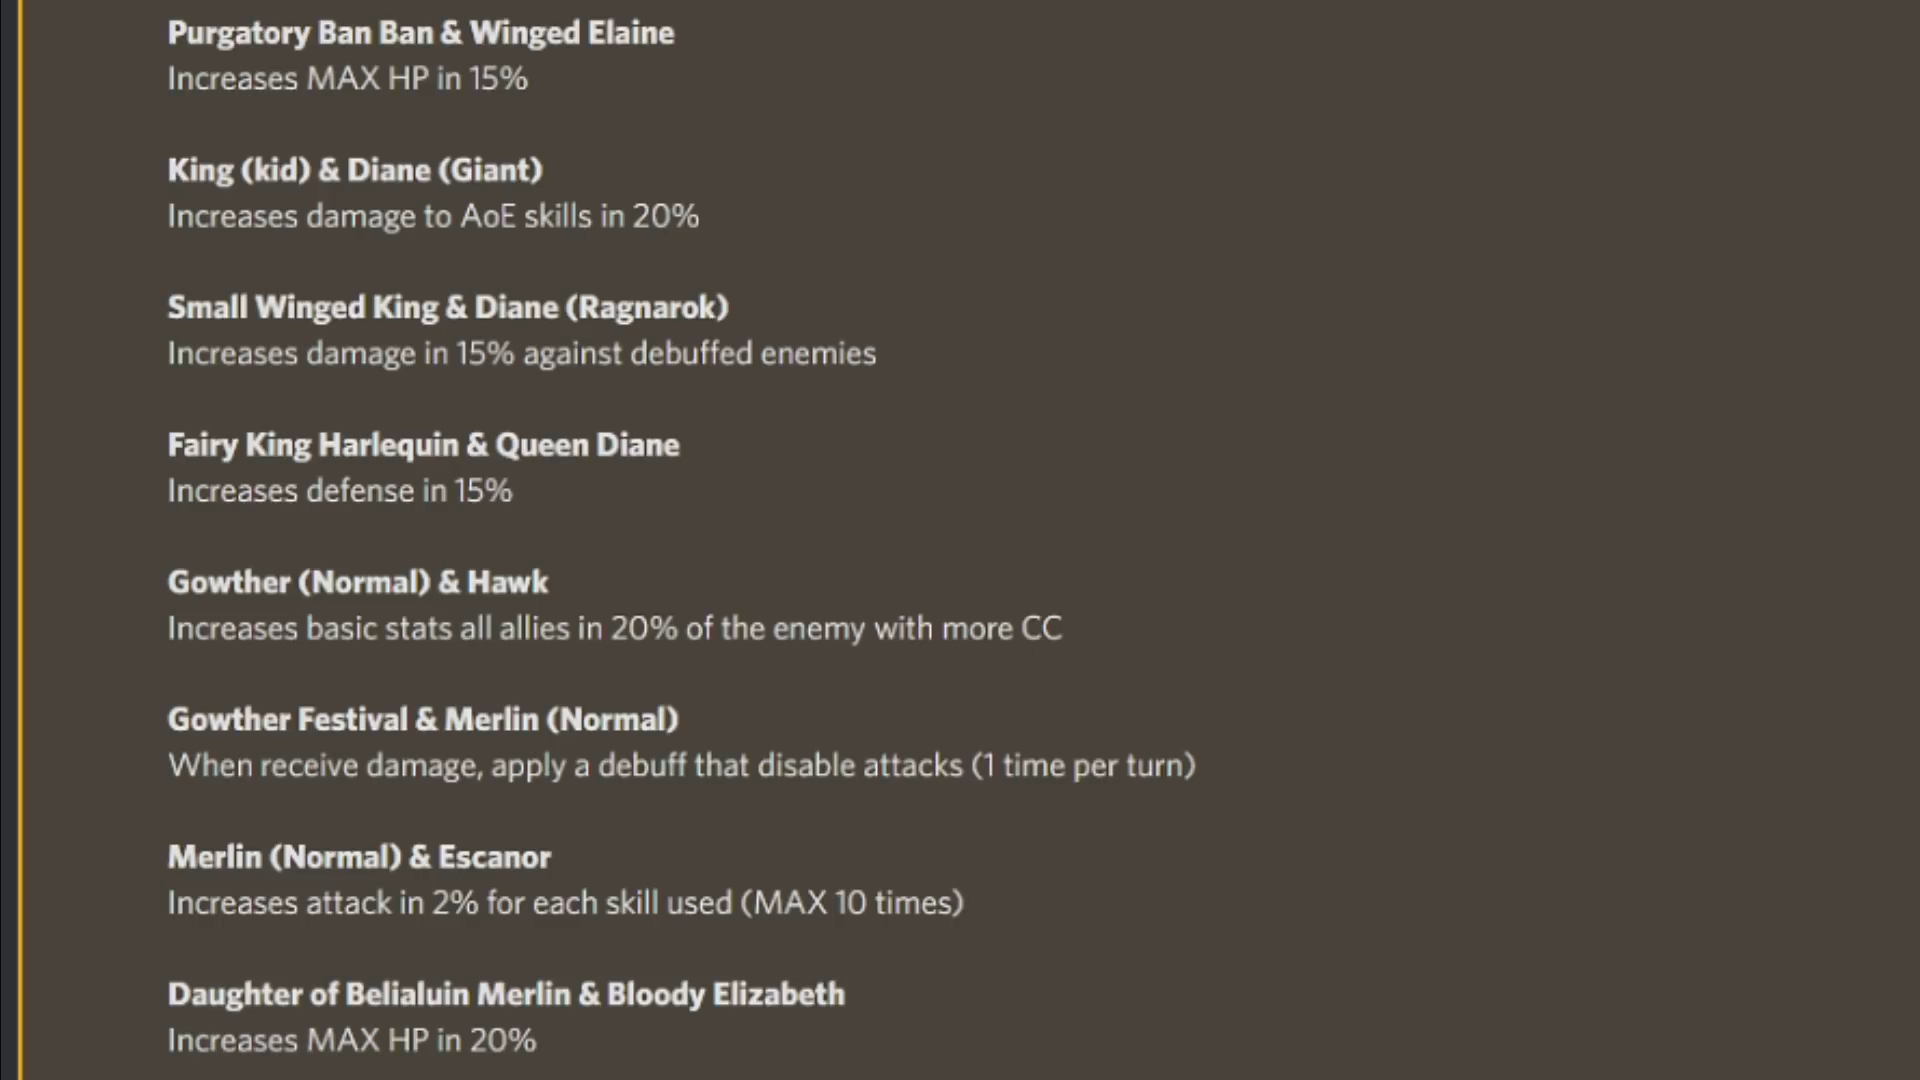 Purgatory Ban Ban & Winged Elaine
Increases MAX HP in 15%
King (kid) & Diane (Giant)
Increases damage to AoE skills in 20%
Small Winged King & Diane (Ragnarok)
Increases damage in 15% against debuffed enemies
Fairy King Harlequin & Queen Diane
Increases defense in 15%
Gowther (Normal) & Hawk
Increases basic stats all allies in 20% of the enemy with more CC
Gowther Festival & Merlin (Normal)
When receive damage, apply a debuff that disable attacks (1 time per turn)
Merlin (Normal) & Escanor
Increases attack in 2% for each skill used (MAX 10 times)
Daughter of Belialuin Merlin & Bloody Elizabeth
Increases MAX HP in 20%